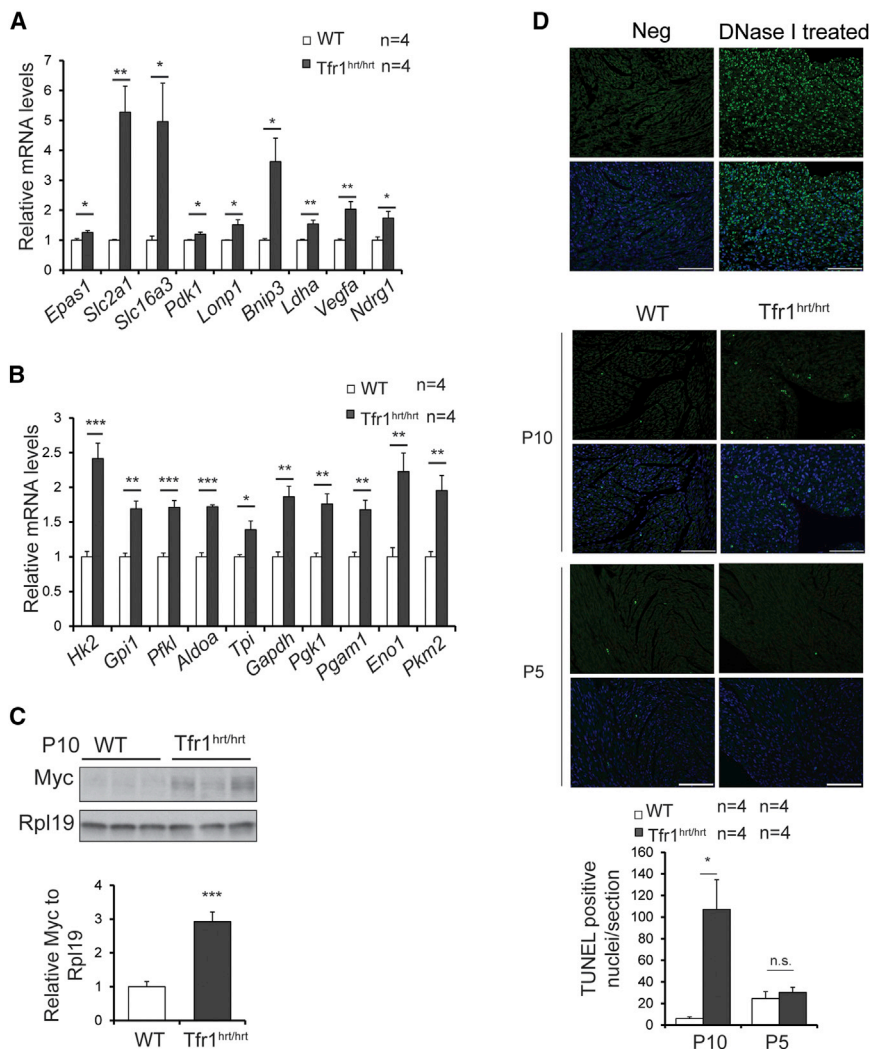 A
WT n=4
Tfr1hrt/hrt n=4
Relative mRNA levels
7
6
5
4
3
2
1
0
* ** * * * * ** ** *
Epas1 Slc2a1 Slc16a3 Pdk1 Lonp1 Bnip3 Ldha Vegfa Ndrg1
B
WT n=4
Tfr1hrt/hrt n=4
Relative mRNA levels
3
2.5
2
1.5
1
0.5
0
*** ** *** *** * ** ** ** ** **
Hk2 Gpi1 Pfkl Aldoa Tpi Gapdh Pgk1 Pgam1 Eno1 Pkm2
C
P10 WT Tfr1hrt/hrt
Myc
Rpl19
Relative Myc to
Rpl19
4
3
2
1
0
***
WT Tfr1hrt/hrt
D
Neg DNase I treated
WT Tfr1hrt/hrt
P10
P5
WT n=4 n=4
Tfr1hrt/hrt n=4 n=4
TUNEL positive
nuclei/section
160
140
120
100
80
60
40
20
0
*
n.s.
P10 P5